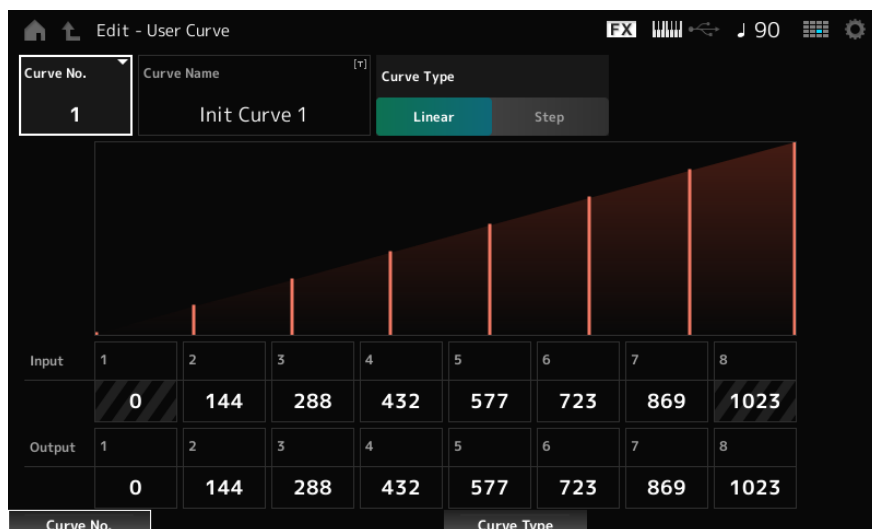 Edit - User Curve FX ♩ 90
Curve No. Curve Name [T] Curve Type
1 Init Curve 1 Linear Step
Input 1 2 3 4 5 6 7 8
0 144 288 432 577 723 869 1023
Output 1 2 3 4 5 6 7 8
0 144 288 432 577 723 869 1023
Curve No. Curve Type